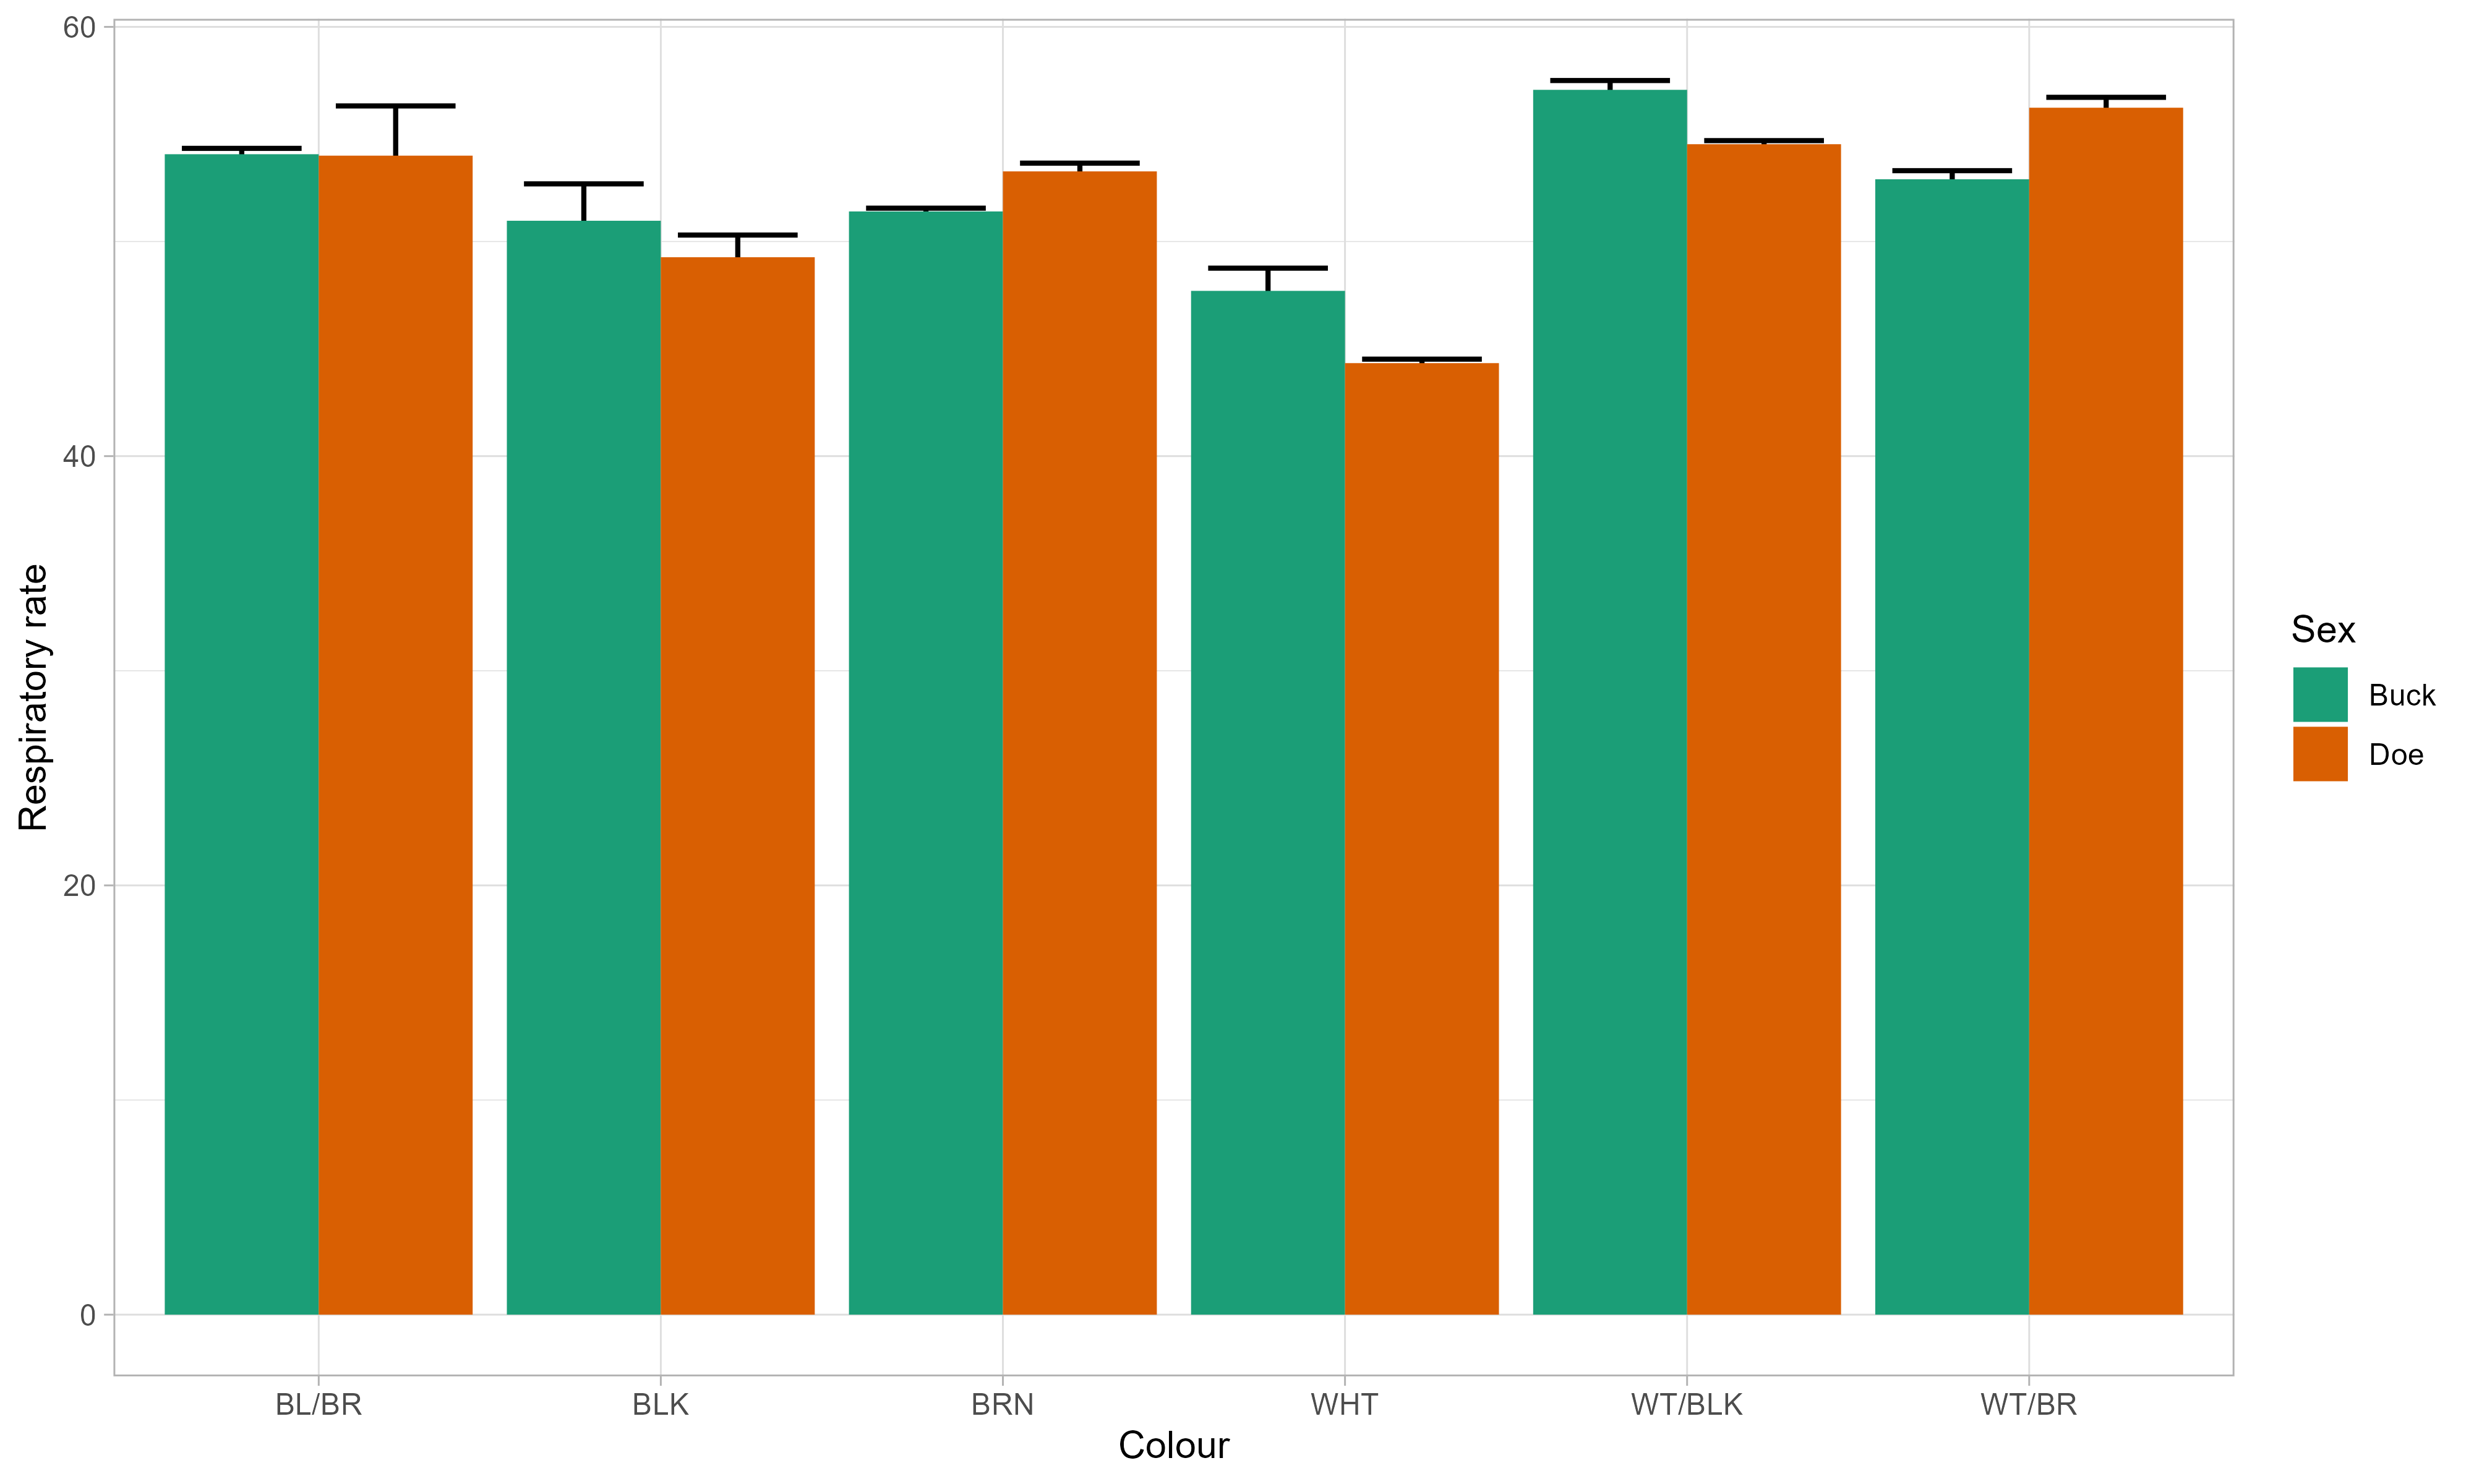 60
40
20
0
Respiratory rate
BL/BR
BLK
BRN
WHT
WT/BLK
WT/BR
Colour
Sex
Buck
Doe